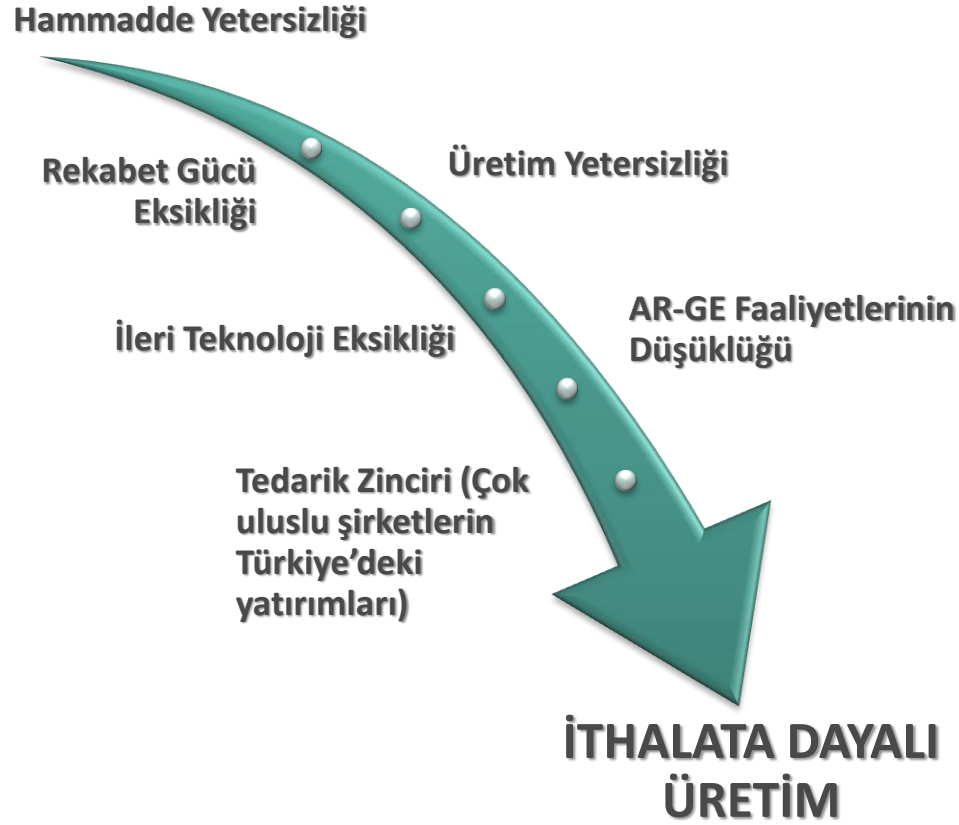 Hammadde Yetersizliği
Rekabet Gücü
Eksikliği
Üretim Yetersizliği
İleri Teknoloji Eksikliği
AR-GE Faaliyetlerinin
Düşüklüğü
Tedarik Zinciri (Çok
uluslu şirketlerin
Türkiye’deki
yatırımları)
İTHALATA DAYALI
ÜRETİM